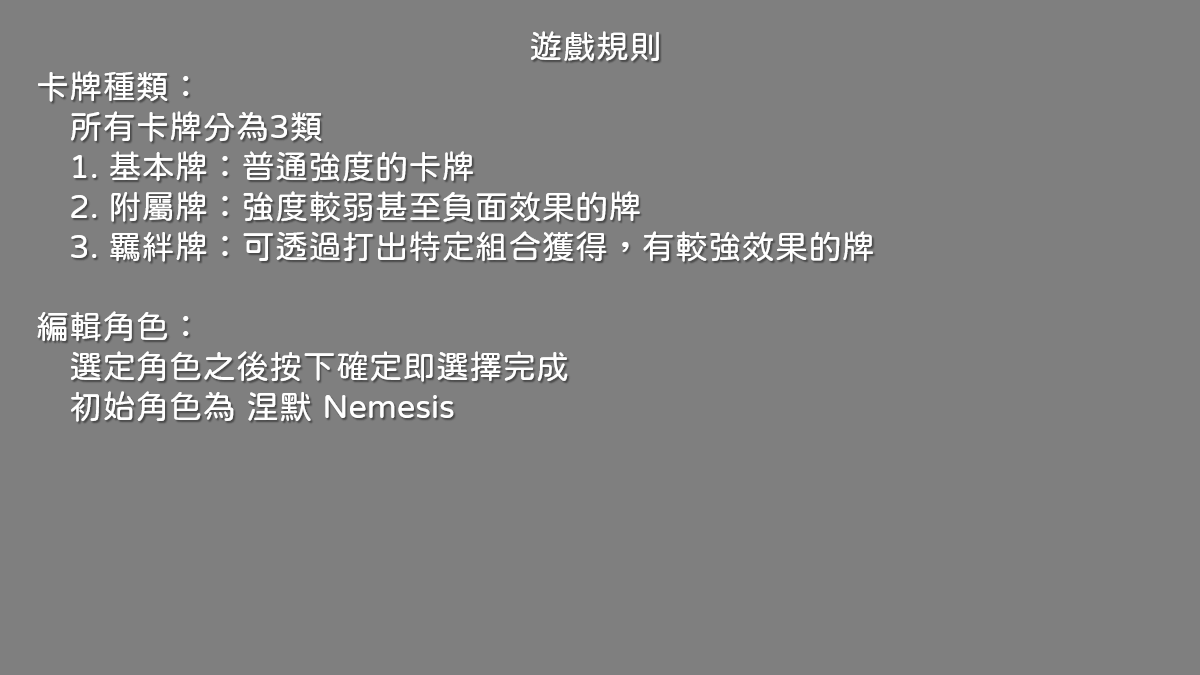 遊戲規則
卡牌種類：
所有卡牌分為3類
1. 基本牌：普通強度的卡牌
2. 附屬牌：強度較弱甚至負面效果的牌
3. 羈絆牌：可透過打出特定組合獲得，有較強效果的牌
編輯角色：
選定角色之後按下確定即選擇完成
初始角色為 涅默 Nemesis